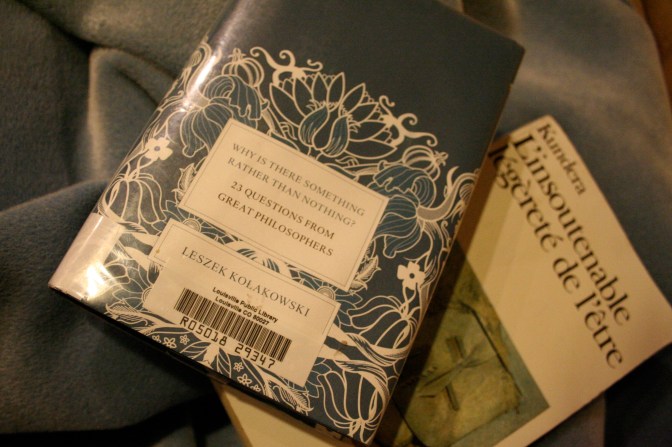 WHY IS THERE SOMETHING
RATHER THAN NOTHING?
23 QUESTIONS FROM
GREAT PHILOSOPHERS
LESZEK KOLAKOWSKI
Louisville Public Library
Louisville CO 80027
R05018 29347
Kundera
L'insoutenable
légèreté de l'être